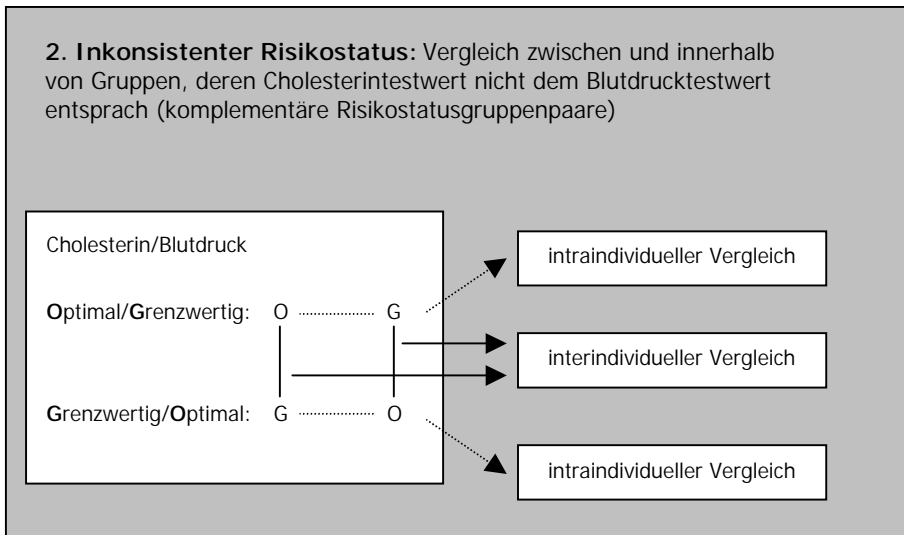 2. Inkonsistenter Risikostatus: Vergleich zwischen und innerhalb
von Gruppen, deren Cholesterintestwert nicht dem Blutdrucktestwert
entsprach (komplementäre Risikostatusgruppenpaare)
Cholesterin/Blutdruck
intraindividueller Vergleich
Optimal/Grenzwertig: O G
interindividueller Vergleich
Grenzwertig/Optimal: G O
intraindividueller Vergleich